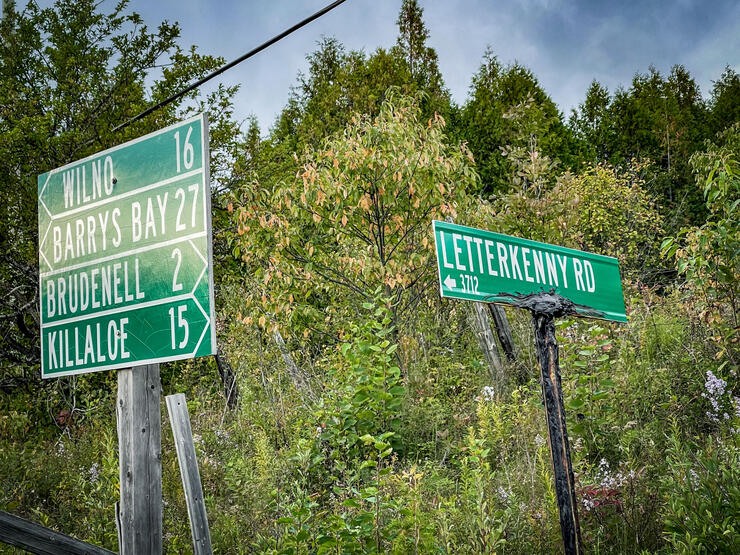 WILNO 16
BARRYS BAY 27
BRUDENELL 2
KILLALOE 15
LETTERKENNY RD
3712